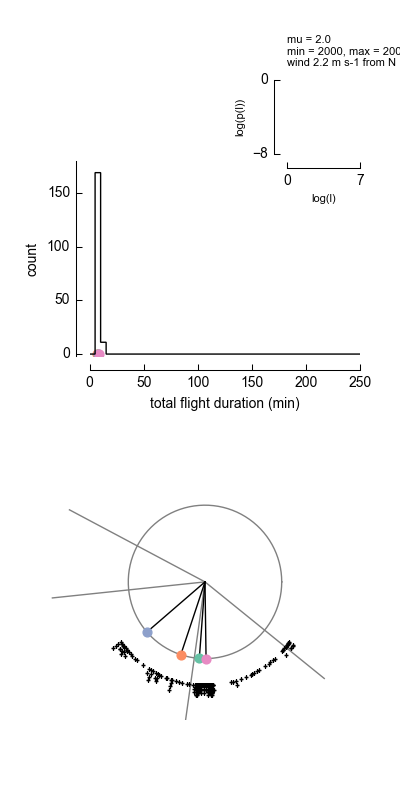 mu = 2.0
min = 2000, max = 200
wind 2.2 m s-1 from N
0
log(p(l))
−8
0 7
log(l)
150
count
100
50
0
0 50 100 150 200 250
total flight duration (min)